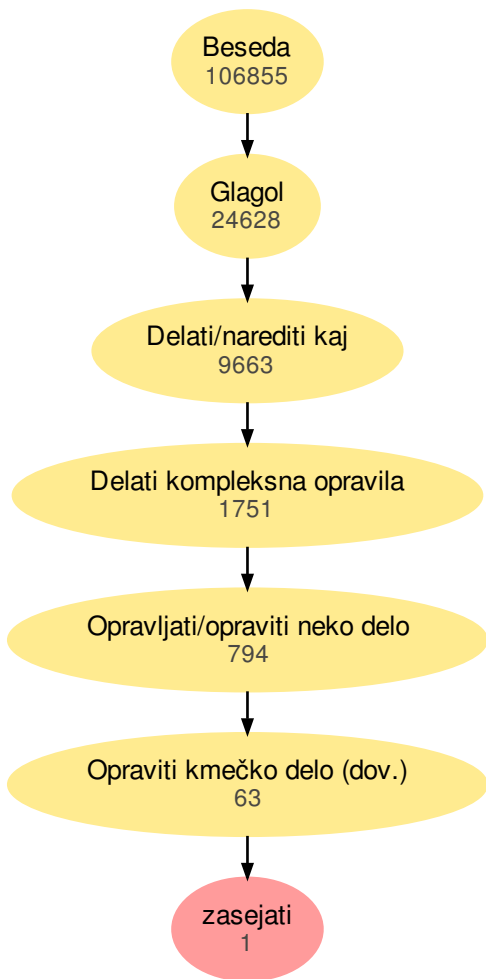 Beseda
106855
Glagol
24628
Delati/narediti kaj
9663
Delati kompleksna opravila
1751
Opravljati/opraviti neko delo
794
Opraviti kmečko delo (dov.)
63
zasejati
1